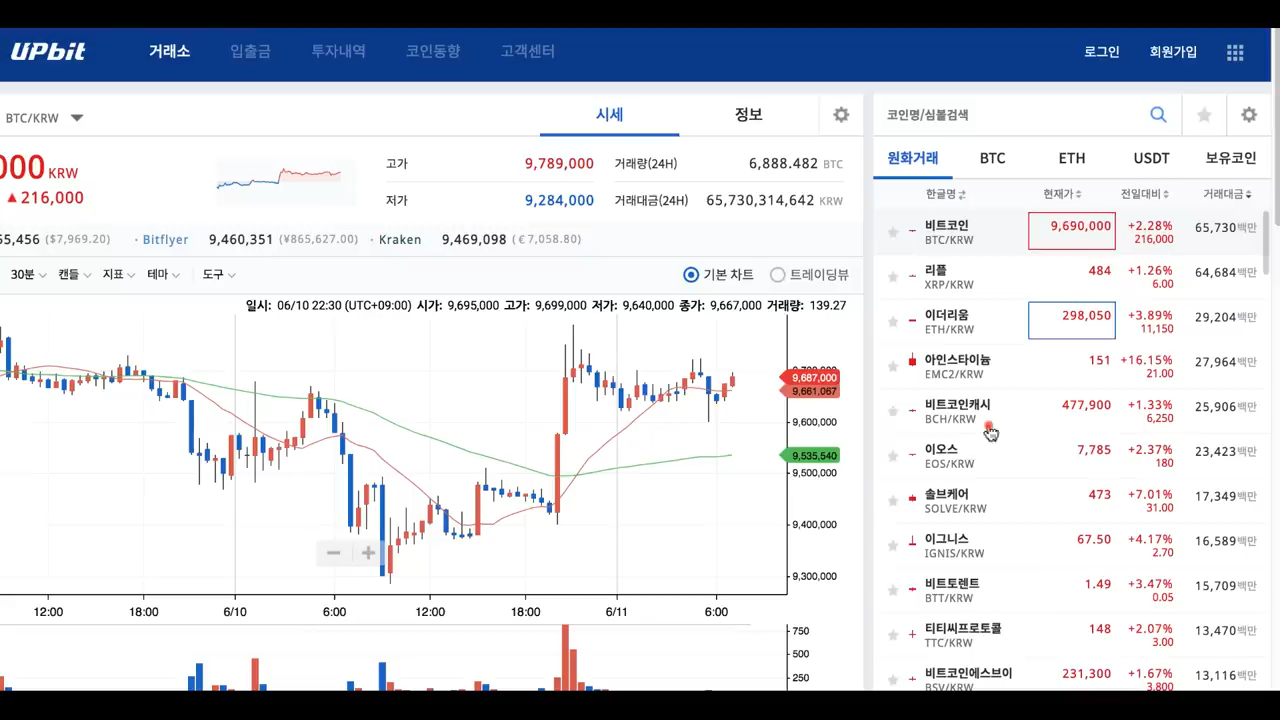 UPbit 거래소 입출금 투자내역 코인동향 고객센터 로그인 회원가입
BTC/KRW 시세 정보
000 KRW
▲216,000
고가 9,789,000 거래량(24H) 6,888.482 BTC
저가 9,284,000 거래대금(24H) 65,730,314,642 KRW
55,456 ($7,969.20) · Bitflyer 9,460,351 (¥865,627.00) · Kraken 9,469,098 (€7,058.80)
30분 캔들 지표 테마 도구 기본 차트 트레이딩뷰
일시: 06/10 22:30 (UTC+09:00) 시가: 9,695,000 고가: 9,699,000 저가: 9,640,000 종가: 9,667,000 거래량: 139.27
9,687,000
9,661,067
9,600,000
9,535,540
9,500,000
9,400,000
9,300,000
12:00 18:00 6/10 6:00 12:00 18:00 6/11 6:00
750
500
250
코인명/심볼검색
원화거래 BTC ETH USDT 보유코인
한글명 현재가 전일대비 거래대금
비트코인 9,690,000 +2.28% 65,730백만
BTC/KRW 216,000
리플 484 +1.26% 64,684백만
XRP/KRW 6.00
이더리움 298,050 +3.89% 29,204백만
ETH/KRW 11,150
아인스타이늄 151 +16.15% 27,964백만
EMC2/KRW 21.00
비트코인캐시 477,900 +1.33% 25,906백만
BCH/KRW 6,250
이오스 7,785 +2.37% 23,423백만
EOS/KRW 180
솔브케어 473 +7.01% 17,349백만
SOLVE/KRW 31.00
이그니스 67.50 +4.17% 16,589백만
IGNIS/KRW 2.70
비트토렌트 1.49 +3.47% 15,709백만
BTT/KRW 0.05
티티씨프로토콜 148 +2.07% 13,470백만
TTC/KRW 3.00
비트코인에스브이 231,300 +1.67% 13,116백만
BSV/KRW 3,800